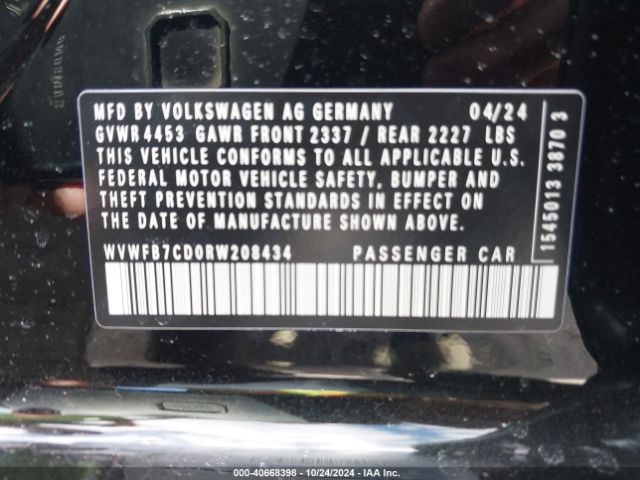 MFD BY VOLKSWAGEN AG GERMANY 04/24
GVWR 4453 GAWR FRONT 2337 / REAR 2227 LBS
THIS VEHICLE CONFORMS TO ALL APPLICABLE U.S.
FEDERAL MOTOR VEHICLE SAFETY, BUMPER AND
THEFT PREVENTION STANDARDS IN EFFECT ON
THE DATE OF MANUFACTURE SHOWN ABOVE.
WVWFB7CD0RW208434 PASSENGER CAR
1545013 3870 3
000-40668398 - 10/24/2024 - IAA Inc.